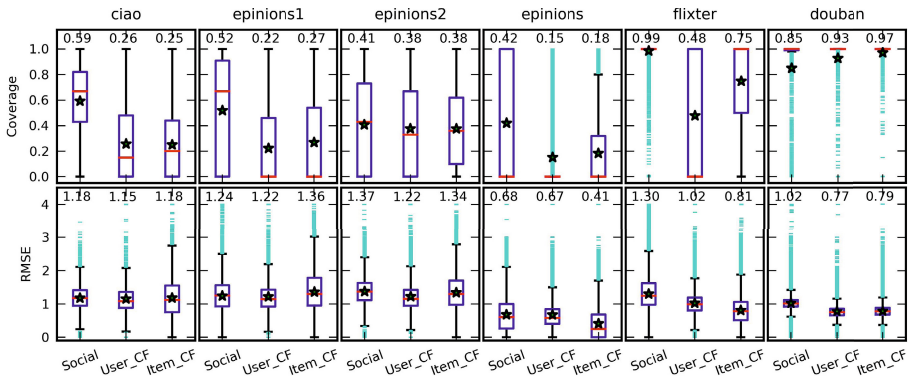 ciao epinions1 epinions2 epinions flixter douban
0.59 0.26 0.25 0.52 0.22 0.27 0.41 0.38 0.38 0.42 0.15 0.18 0.99 0.48 0.75 0.85 0.93 0.97
1.0
0.8
0.6
0.4
0.2
0.0
Coverage
1.18 1.15 1.18 1.24 1.22 1.36 1.37 1.22 1.34 0.68 0.67 0.41 1.30 1.02 0.81 1.02 0.77 0.79
4
3
2
1
0
RMSE
Social User_CF Item_CF Social User_CF Item_CF Social User_CF Item_CF Social User_CF Item_CF Social User_CF Item_CF Social User_CF Item_CF